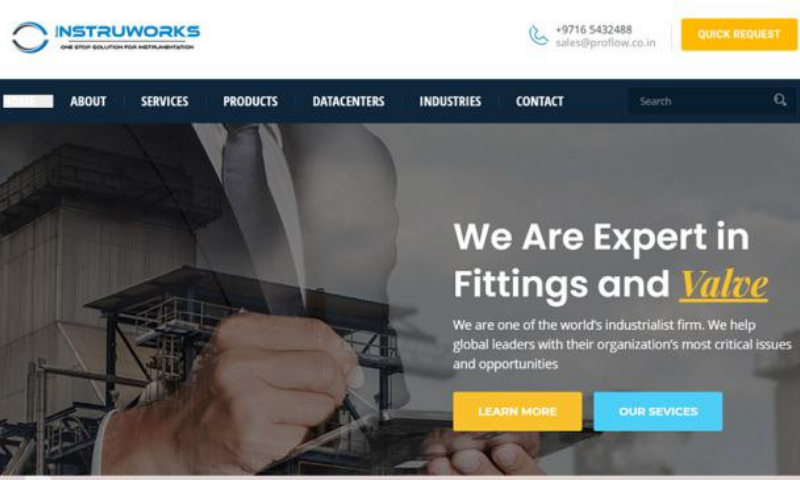 INSTRUWORKS
ONE STOP SOLUTION FOR INSTRUMENTATION
+9716 5432488
sales@proflow.co.in
QUICK REQUEST
HOME ABOUT SERVICES PRODUCTS DATACENTERS INDUSTRIES CONTACT Search
We Are Expert in
Fittings and Valve
We are one of the world's industrialist firm. We help
global leaders with their organization's most critical issues
and opportunities
LEARN MORE OUR SEVICES